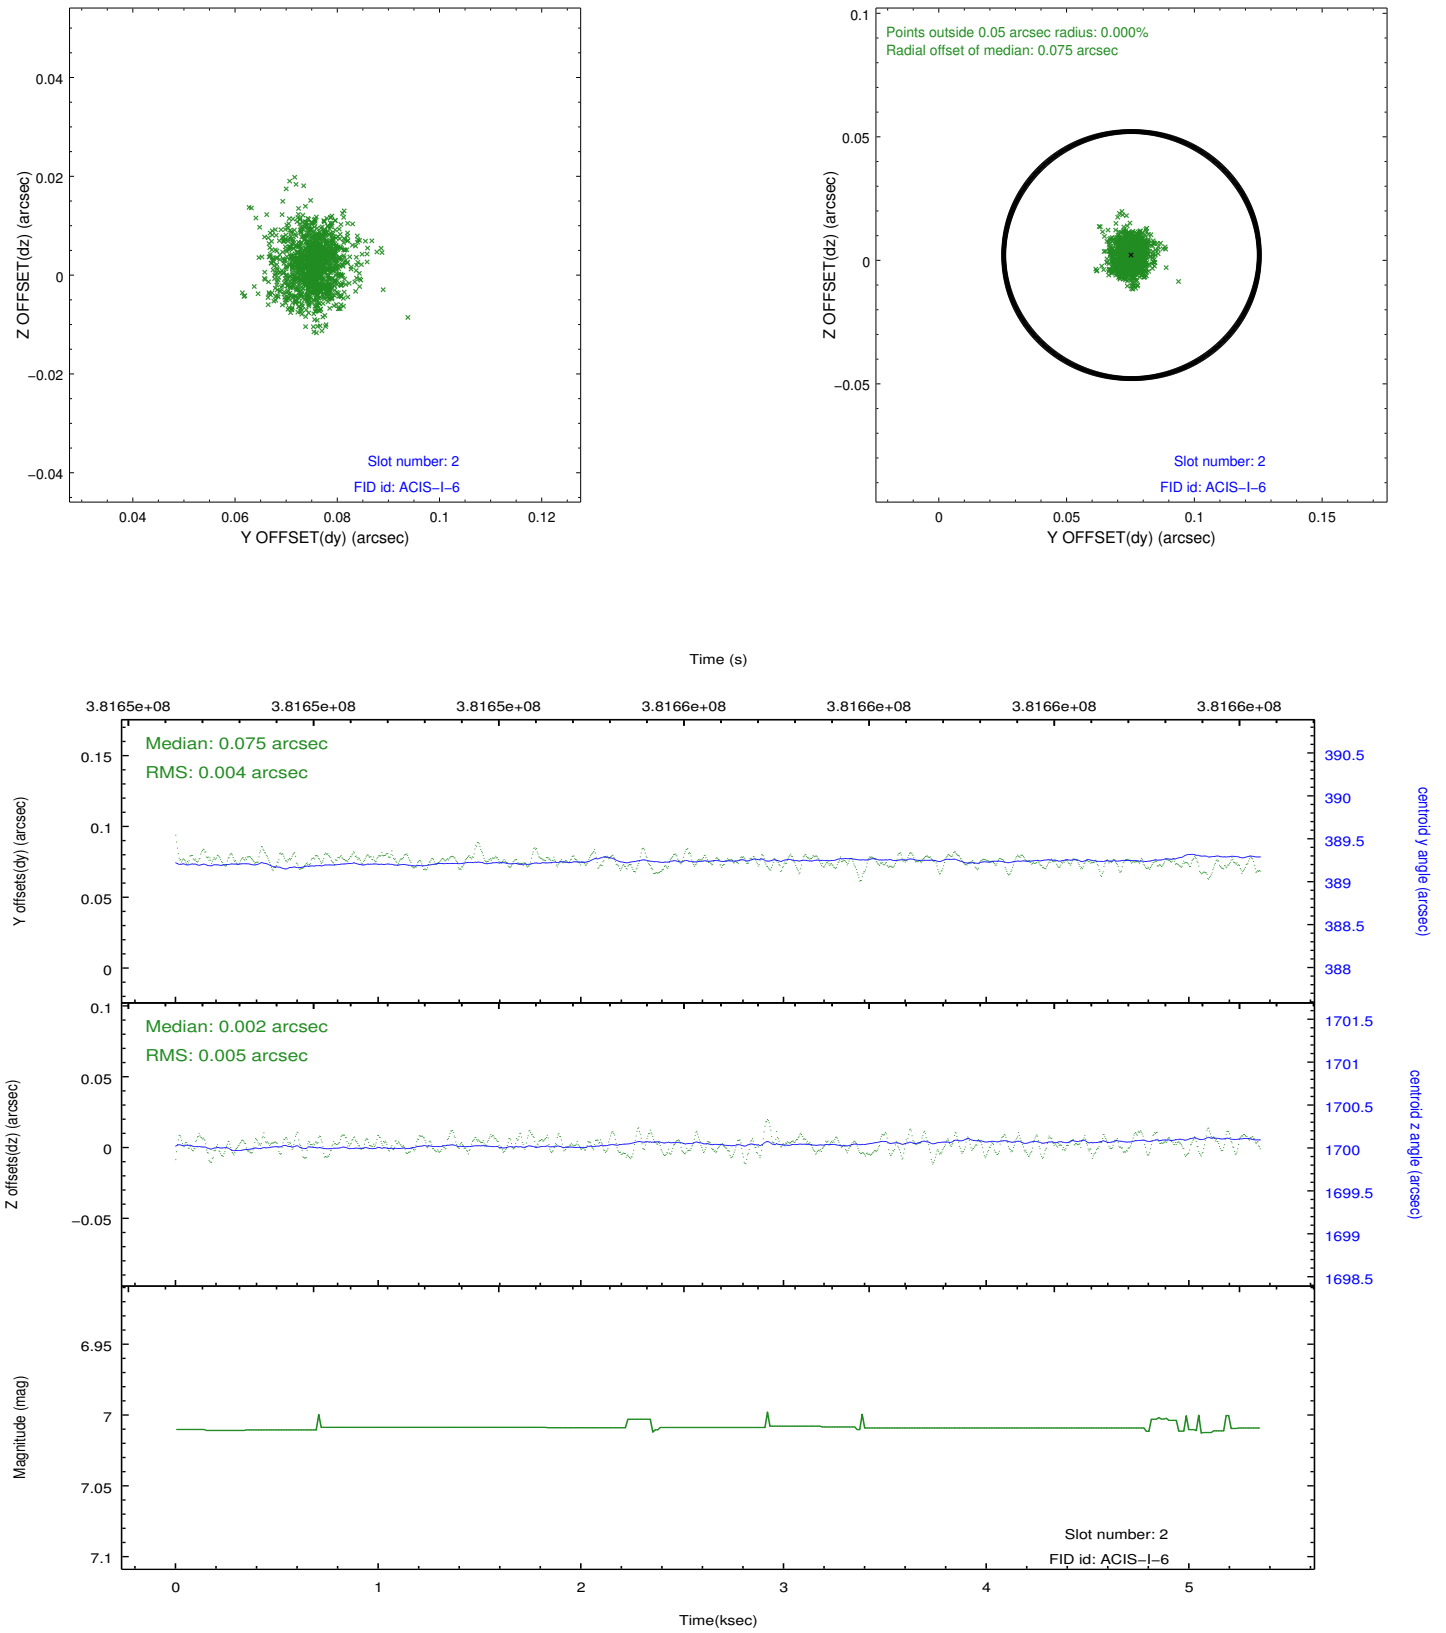 0.04
0.02
0
−0.02
−0.04
Z OFFSET(dz) (arcsec)
Slot number: 2
FID id: ACIS−I−6
0.04 0.06 0.08 0.1 0.12
Y OFFSET(dy) (arcsec)
Points outside 0.05 arcsec radius: 0.000%
Radial offset of median: 0.075 arcsec
0.1
0.05
0
−0.05
Z OFFSET(dz) (arcsec)
Slot number: 2
FID id: ACIS−I−6
0 0.05 0.1 0.15
Y OFFSET(dy) (arcsec)
Time (s)
3.8165e+08 3.8165e+08 3.8165e+08 3.8166e+08 3.8166e+08 3.8166e+08 3.8166e+08
Median: 0.075 arcsec
RMS: 0.004 arcsec
0.15
0.1
0.05
0
Y offsets(dy) (arcsec)
390.5
390
389.5
389
388.5
388
centroid y angle (arcsec)
Median: 0.002 arcsec
RMS: 0.005 arcsec
0.1
0.05
0
−0.05
Z offsets(dz) (arcsec)
1701.5
1701
1700.5
1700
1699.5
1699
1698.5
centroid z angle (arcsec)
6.95
7
7.05
7.1
Magnitude (mag)
Slot number: 2
FID id: ACIS−I−6
0 1 2 3 4 5
Time(ksec)